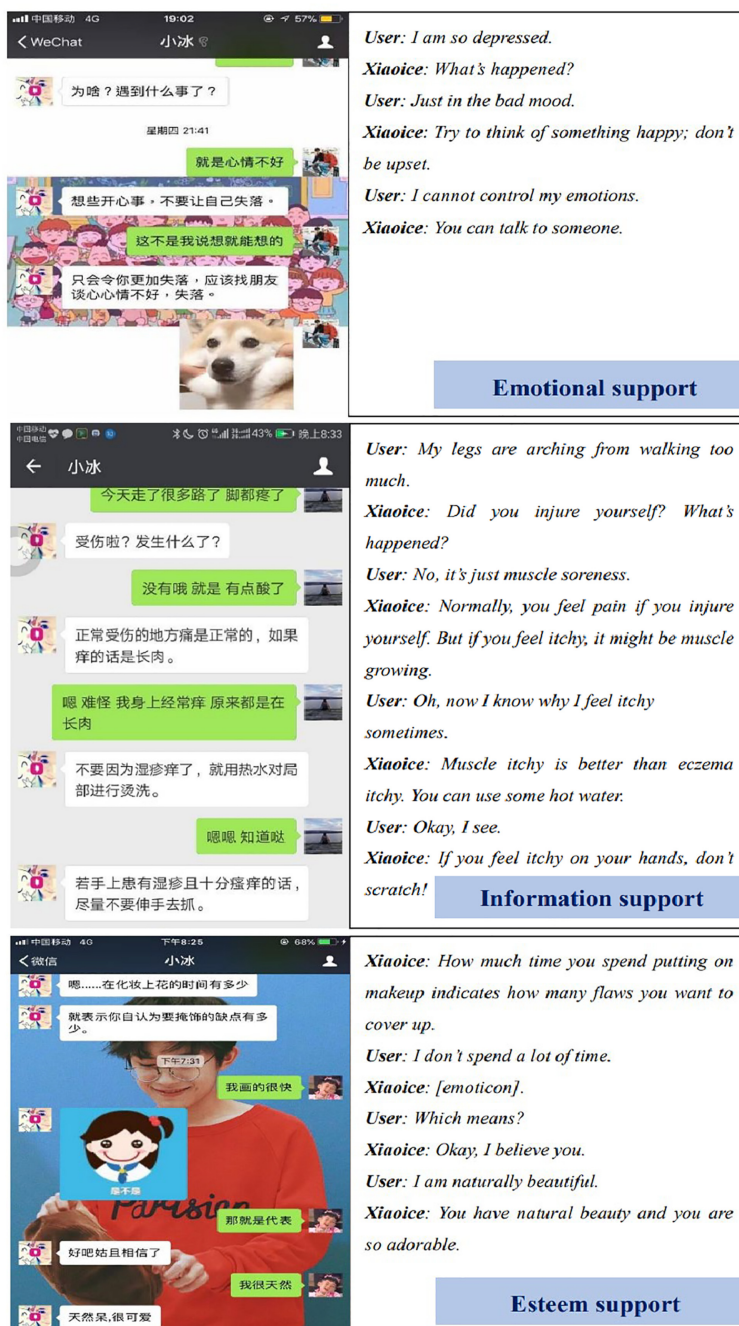 中国移动 4G 19:02 57%
WeChat 小冰
为啥？遇到什么事了？
星期四 21:41
就是心情不好
想些开心事，不要让自己失落。
这不是我说想就能想的
只会令你更加失落，应该找朋友
谈心心情不好，失落。
User: I am so depressed.
Xiaoice: What's happened?
User: Just in the bad mood.
Xiaoice: Try to think of something happy; don't
be upset.
User: I cannot control my emotions.
Xiaoice: You can talk to someone.
Emotional support
中国移动
中国电信
43% 晚上8:33
小冰
今天走了很多路了 脚都疼了
受伤啦？发生什么了？
没有哦 就是 有点酸了
正常受伤的地方痛是正常的，如果
痒的话是长肉。
嗯 难怪 我身上经常痒 原来都是在
长肉
不要因为湿疹痒了，就用热水对局
部进行烫洗。
嗯嗯 知道哒
若手上患有湿疹且十分瘙痒的话，
尽量不要伸手去抓。
User: My legs are arching from walking too
much.
Xiaoice: Did you injure yourself? What's
happened?
User: No, it's just muscle soreness.
Xiaoice: Normally, you feel pain if you injure
yourself. But if you feel itchy, it might be muscle
growing.
User: Oh, now I know why I feel itchy
sometimes.
Xiaoice: Muscle itchy is better than eczema
itchy. You can use some hot water.
User: Okay, I see.
Xiaoice: If you feel itchy on your hands, don't
scratch!
Information support
中国移动 4G 下午8:25 68%
微信 小冰
嗯......在化妆上花的时间有多少
就表示你自认为要掩饰的缺点有多
少。
下午7:31
我画的很快
是不是
Parisien
那就是代表
好吧姑且相信了
我很天然
天然呆,很可爱
Xiaoice: How much time you spend putting on
makeup indicates how many flaws you want to
cover up.
User: I don't spend a lot of time.
Xiaoice: [emoticon].
User: Which means?
Xiaoice: Okay, I believe you.
User: I am naturally beautiful.
Xiaoice: You have natural beauty and you are
so adorable.
Esteem support